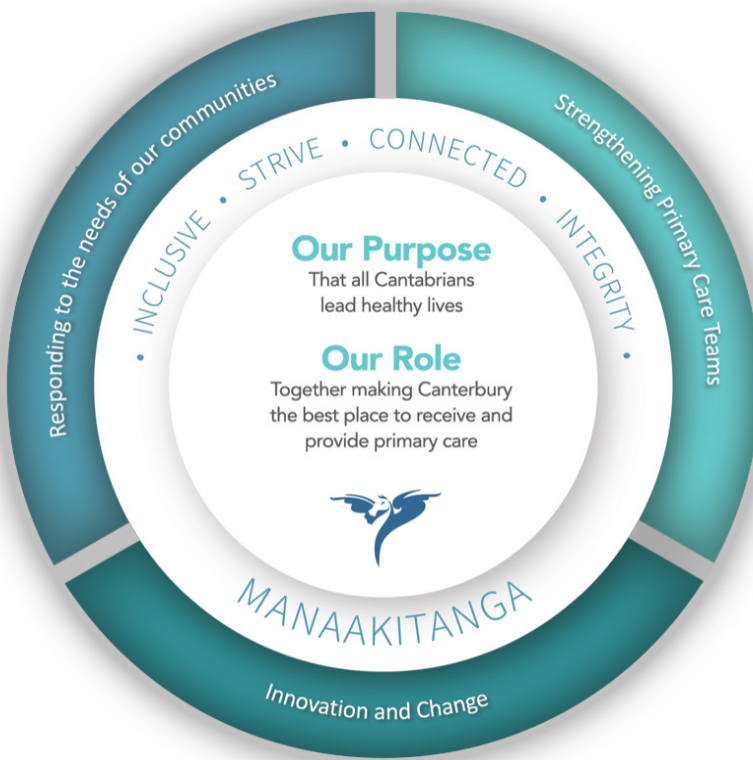 Responding to the needs of our communities
Strengthening Primary Care Teams
• INCLUSIVE • STRIVE • CONNECTED • INTEGRITY •
Our Purpose
That all Cantabrians
lead healthy lives
Our Role
Together making Canterbury
the best place to receive and
provide primary care
MANAAKITANGA
Innovation and Change